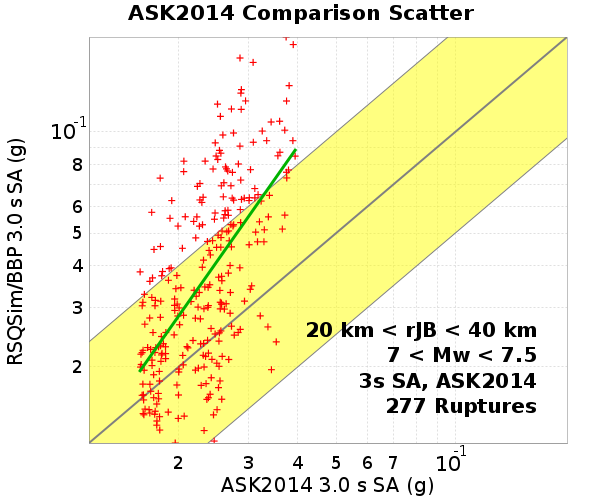 ASK2014 Comparison Scatter
RSQSim/BBP 3.0 s SA (g)
10-1
8
6
5
4
3
2
20 km < rJB < 40 km
7 < Mw < 7.5
3s SA, ASK2014
277 Ruptures
2 3 4 5 6 7 10-1
ASK2014 3.0 s SA (g)